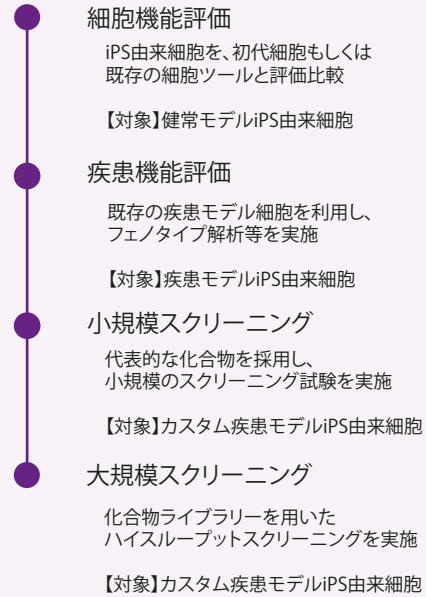 細胞機能評価
iPS由来細胞を、初代細胞もしくは
既存の細胞ツールと評価比較
【対象】健常モデルiPS由来細胞
疾患機能評価
既存の疾患モデル細胞を利用し、
フェノタイプ解析等を実施
【対象】疾患モデルiPS由来細胞
小規模スクリーニング
代表的な化合物を採用し、
小規模のスクリーニング試験を実施
【対象】カスタム疾患モデルiPS由来細胞
大規模スクリーニング
化合物ライブラリーを用いた
ハイスループットスクリーニングを実施
【対象】カスタム疾患モデルiPS由来細胞